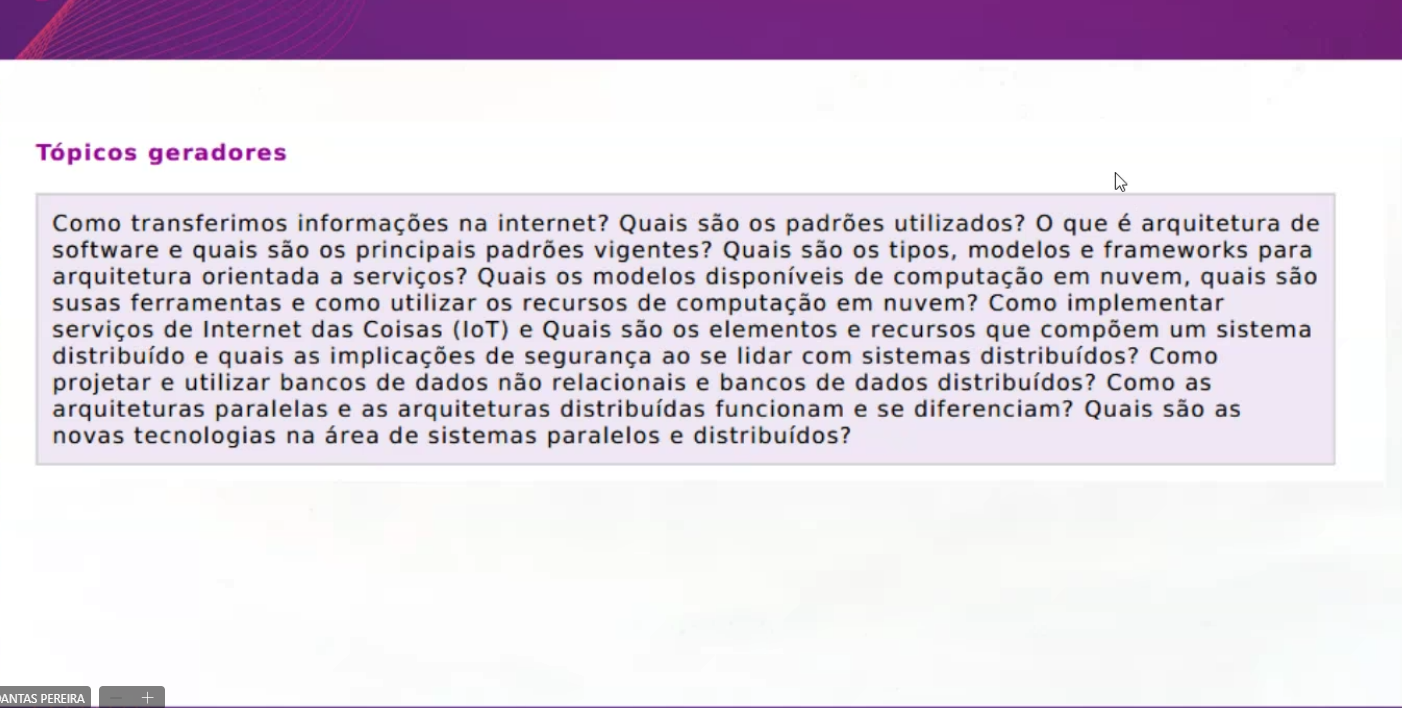 Tópicos geradores
Como transferimos informações na internet? Quais são os padrões utilizados? O que é arquitetura de
software e quais são os principais padrões vigentes? Quais são os tipos, modelos e frameworks para
arquitetura orientada a serviços? Quais os modelos disponíveis de computação em nuvem, quais são
susas ferramentas e como utilizar os recursos de computação em nuvem? Como implementar
serviços de Internet das Coisas (IoT) e Quais são os elementos e recursos que compõem um sistema
distribuído e quais as implicações de segurança ao se lidar com sistemas distribuídos? Como
projetar e utilizar bancos de dados não relacionais e bancos de dados distribuídos? Como as
arquiteturas paralelas e as arquiteturas distribuídas funcionam e se diferenciam? Quais são as
novas tecnologias na área de sistemas paralelos e distribuídos?
ANTAS PEREIRA